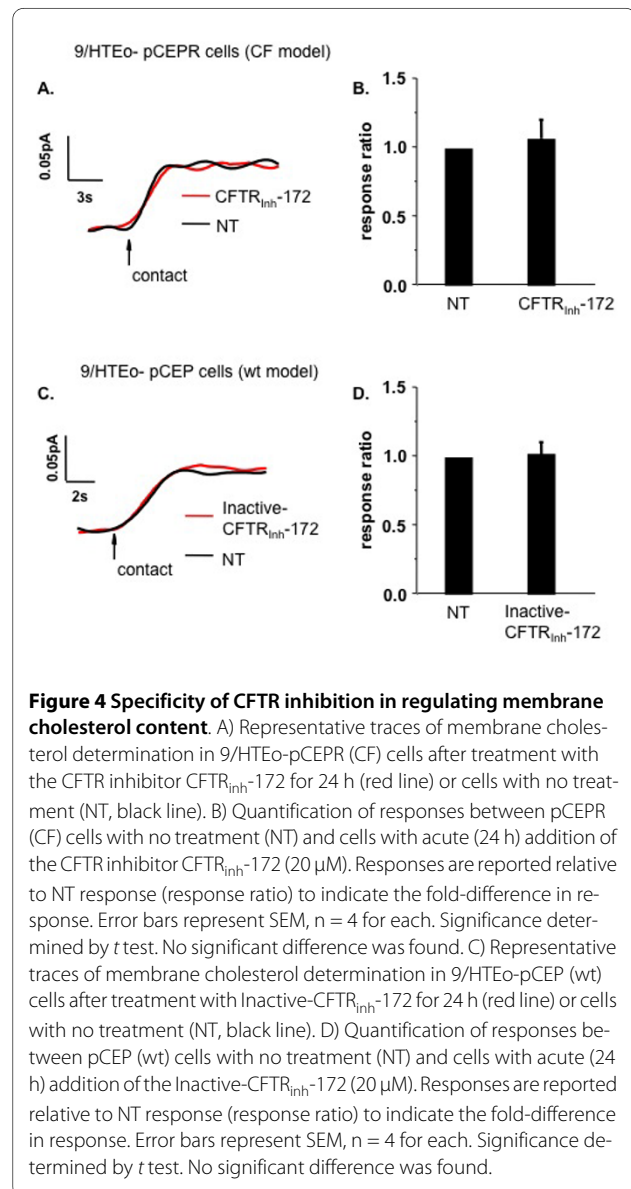 9/HTEo- pCEPR cells (CF model)
A.
0.05pA
3s
CFTRInh-172
NT
contact
B.
response ratio
1.5
1.0
0.5
0.0
NT
CFTRInh-172
9/HTEo- pCEP cells (wt model)
C.
0.05pA
2s
Inactive-
CFTRInh-172
NT
contact
D.
response ratio
1.5
1.0
0.5
0.0
NT
Inactive-
CFTRInh-172
Figure 4 Specificity of CFTR inhibition in regulating membrane
cholesterol content. A) Representative traces of membrane choles-
terol determination in 9/HTEo-pCEPR (CF) cells after treatment with
the CFTR inhibitor CFTRinh-172 for 24 h (red line) or cells with no treat-
ment (NT, black line). B) Quantification of responses between pCEPR
(CF) cells with no treatment (NT) and cells with acute (24 h) addition of
the CFTR inhibitor CFTRinh-172 (20 μM). Responses are reported relative
to NT response (response ratio) to indicate the fold-difference in re-
sponse. Error bars represent SEM, n = 4 for each. Significance deter-
mined by t test. No significant difference was found. C) Representative
traces of membrane cholesterol determination in 9/HTEo-pCEP (wt)
cells after treatment with Inactive-CFTRinh-172 for 24 h (red line) or cells
with no treatment (NT, black line). D) Quantification of responses be-
tween pCEP (wt) cells with no treatment (NT) and cells with acute (24
h) addition of the Inactive-CFTRinh-172 (20 μM). Responses are reported
relative to NT response (response ratio) to indicate the fold-difference
in response. Error bars represent SEM, n = 4 for each. Significance de-
termined by t test. No significant difference was found.